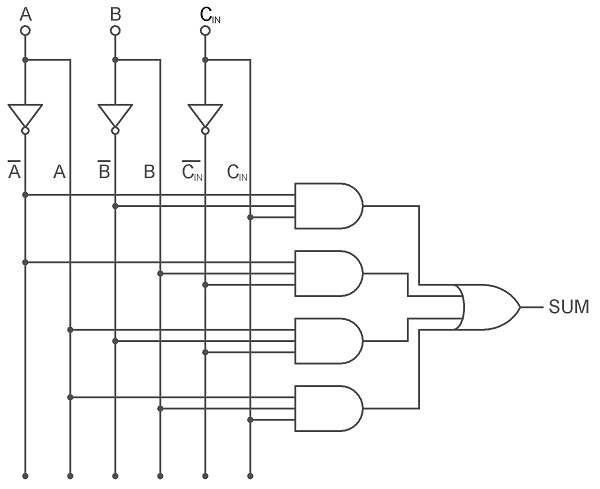 A B C_IN
A̅ A B̅ B C̅_IN C_IN
SUM